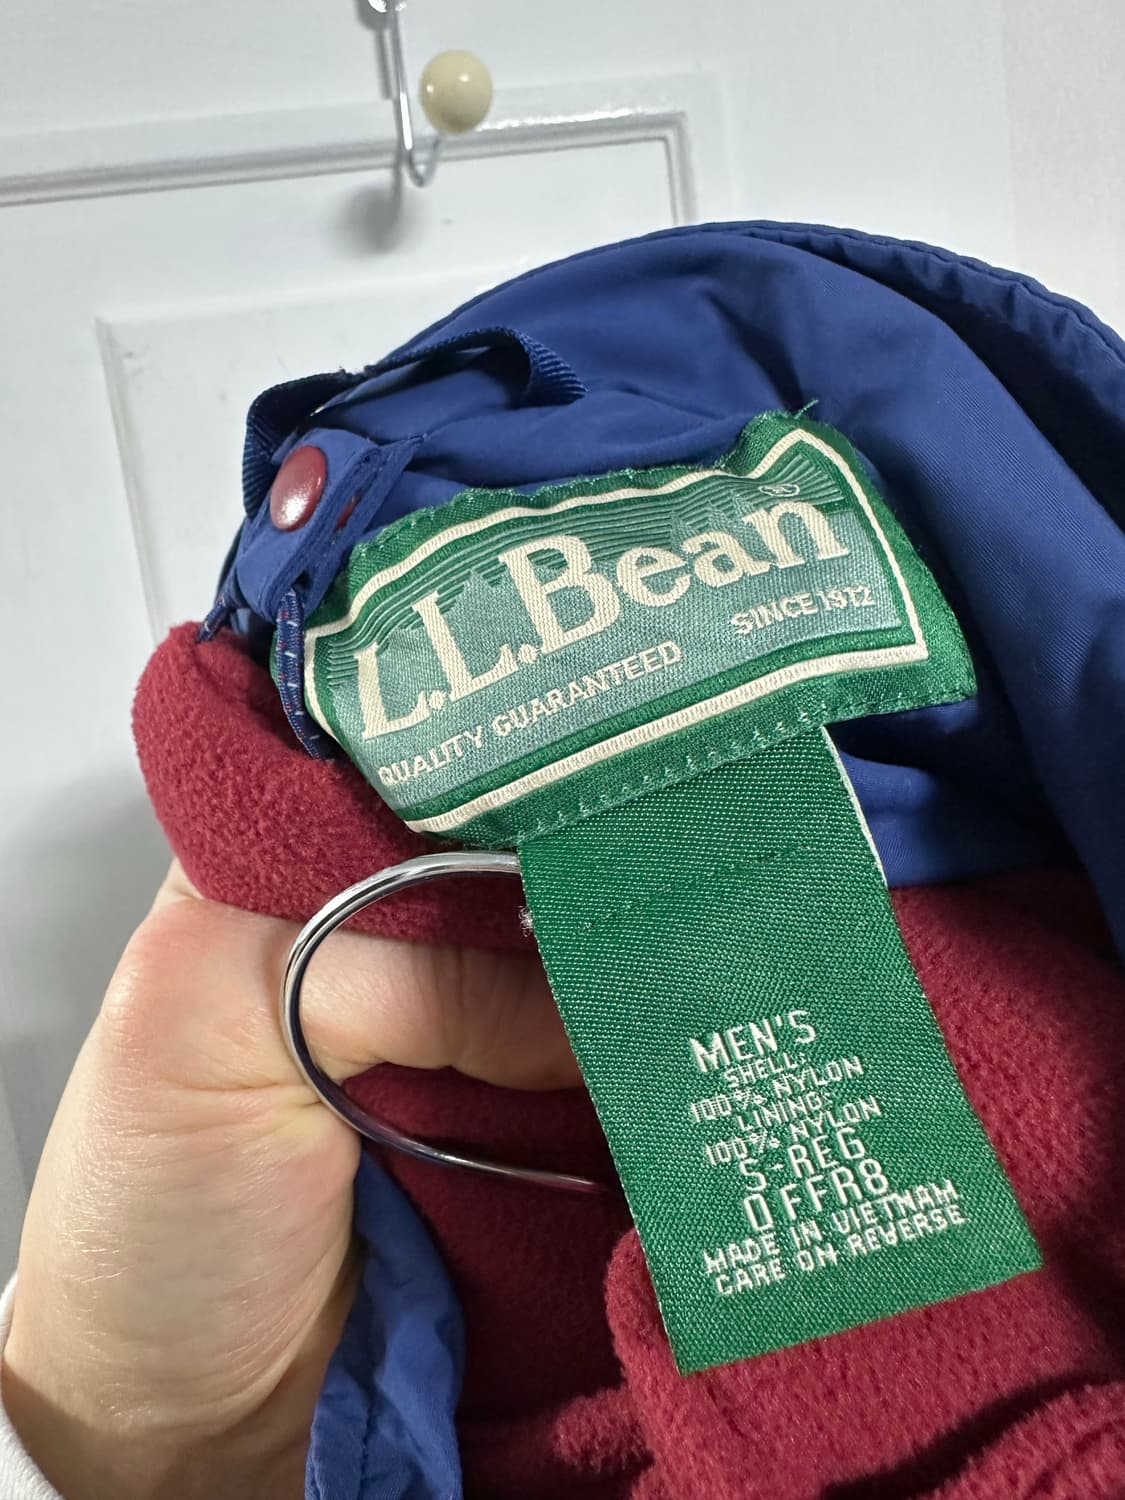 L.L.Bean®
QUALITY GUARANTEED SINCE 1912
MEN'S
SHELL:
100% NYLON
LINING:
100% NYLON
S-REG
0FFR8
MADE IN VIETNAM
CARE ON REVERSE